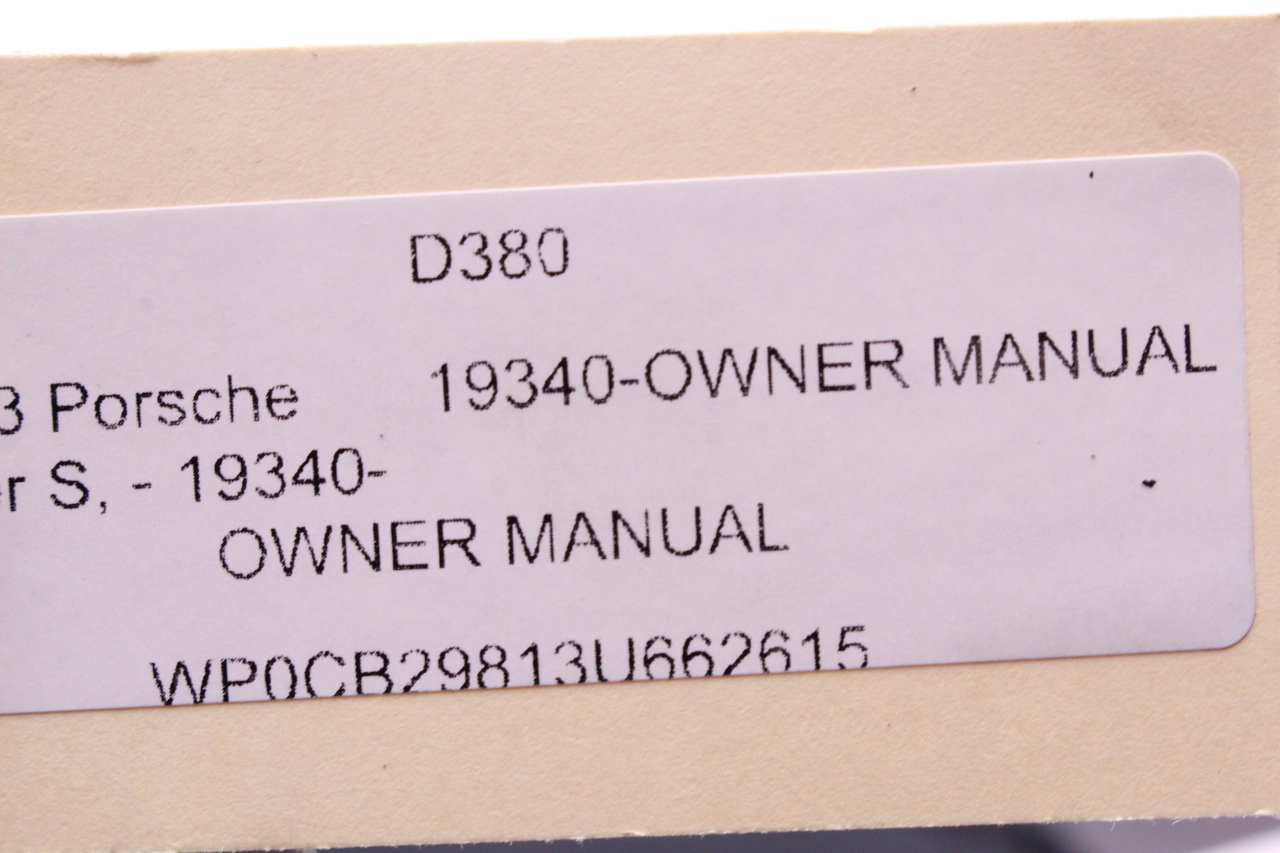 D380
3 Porsche 19340-OWNER MANUAL
r S, - 19340-
OWNER MANUAL
WP0CB29813U662615